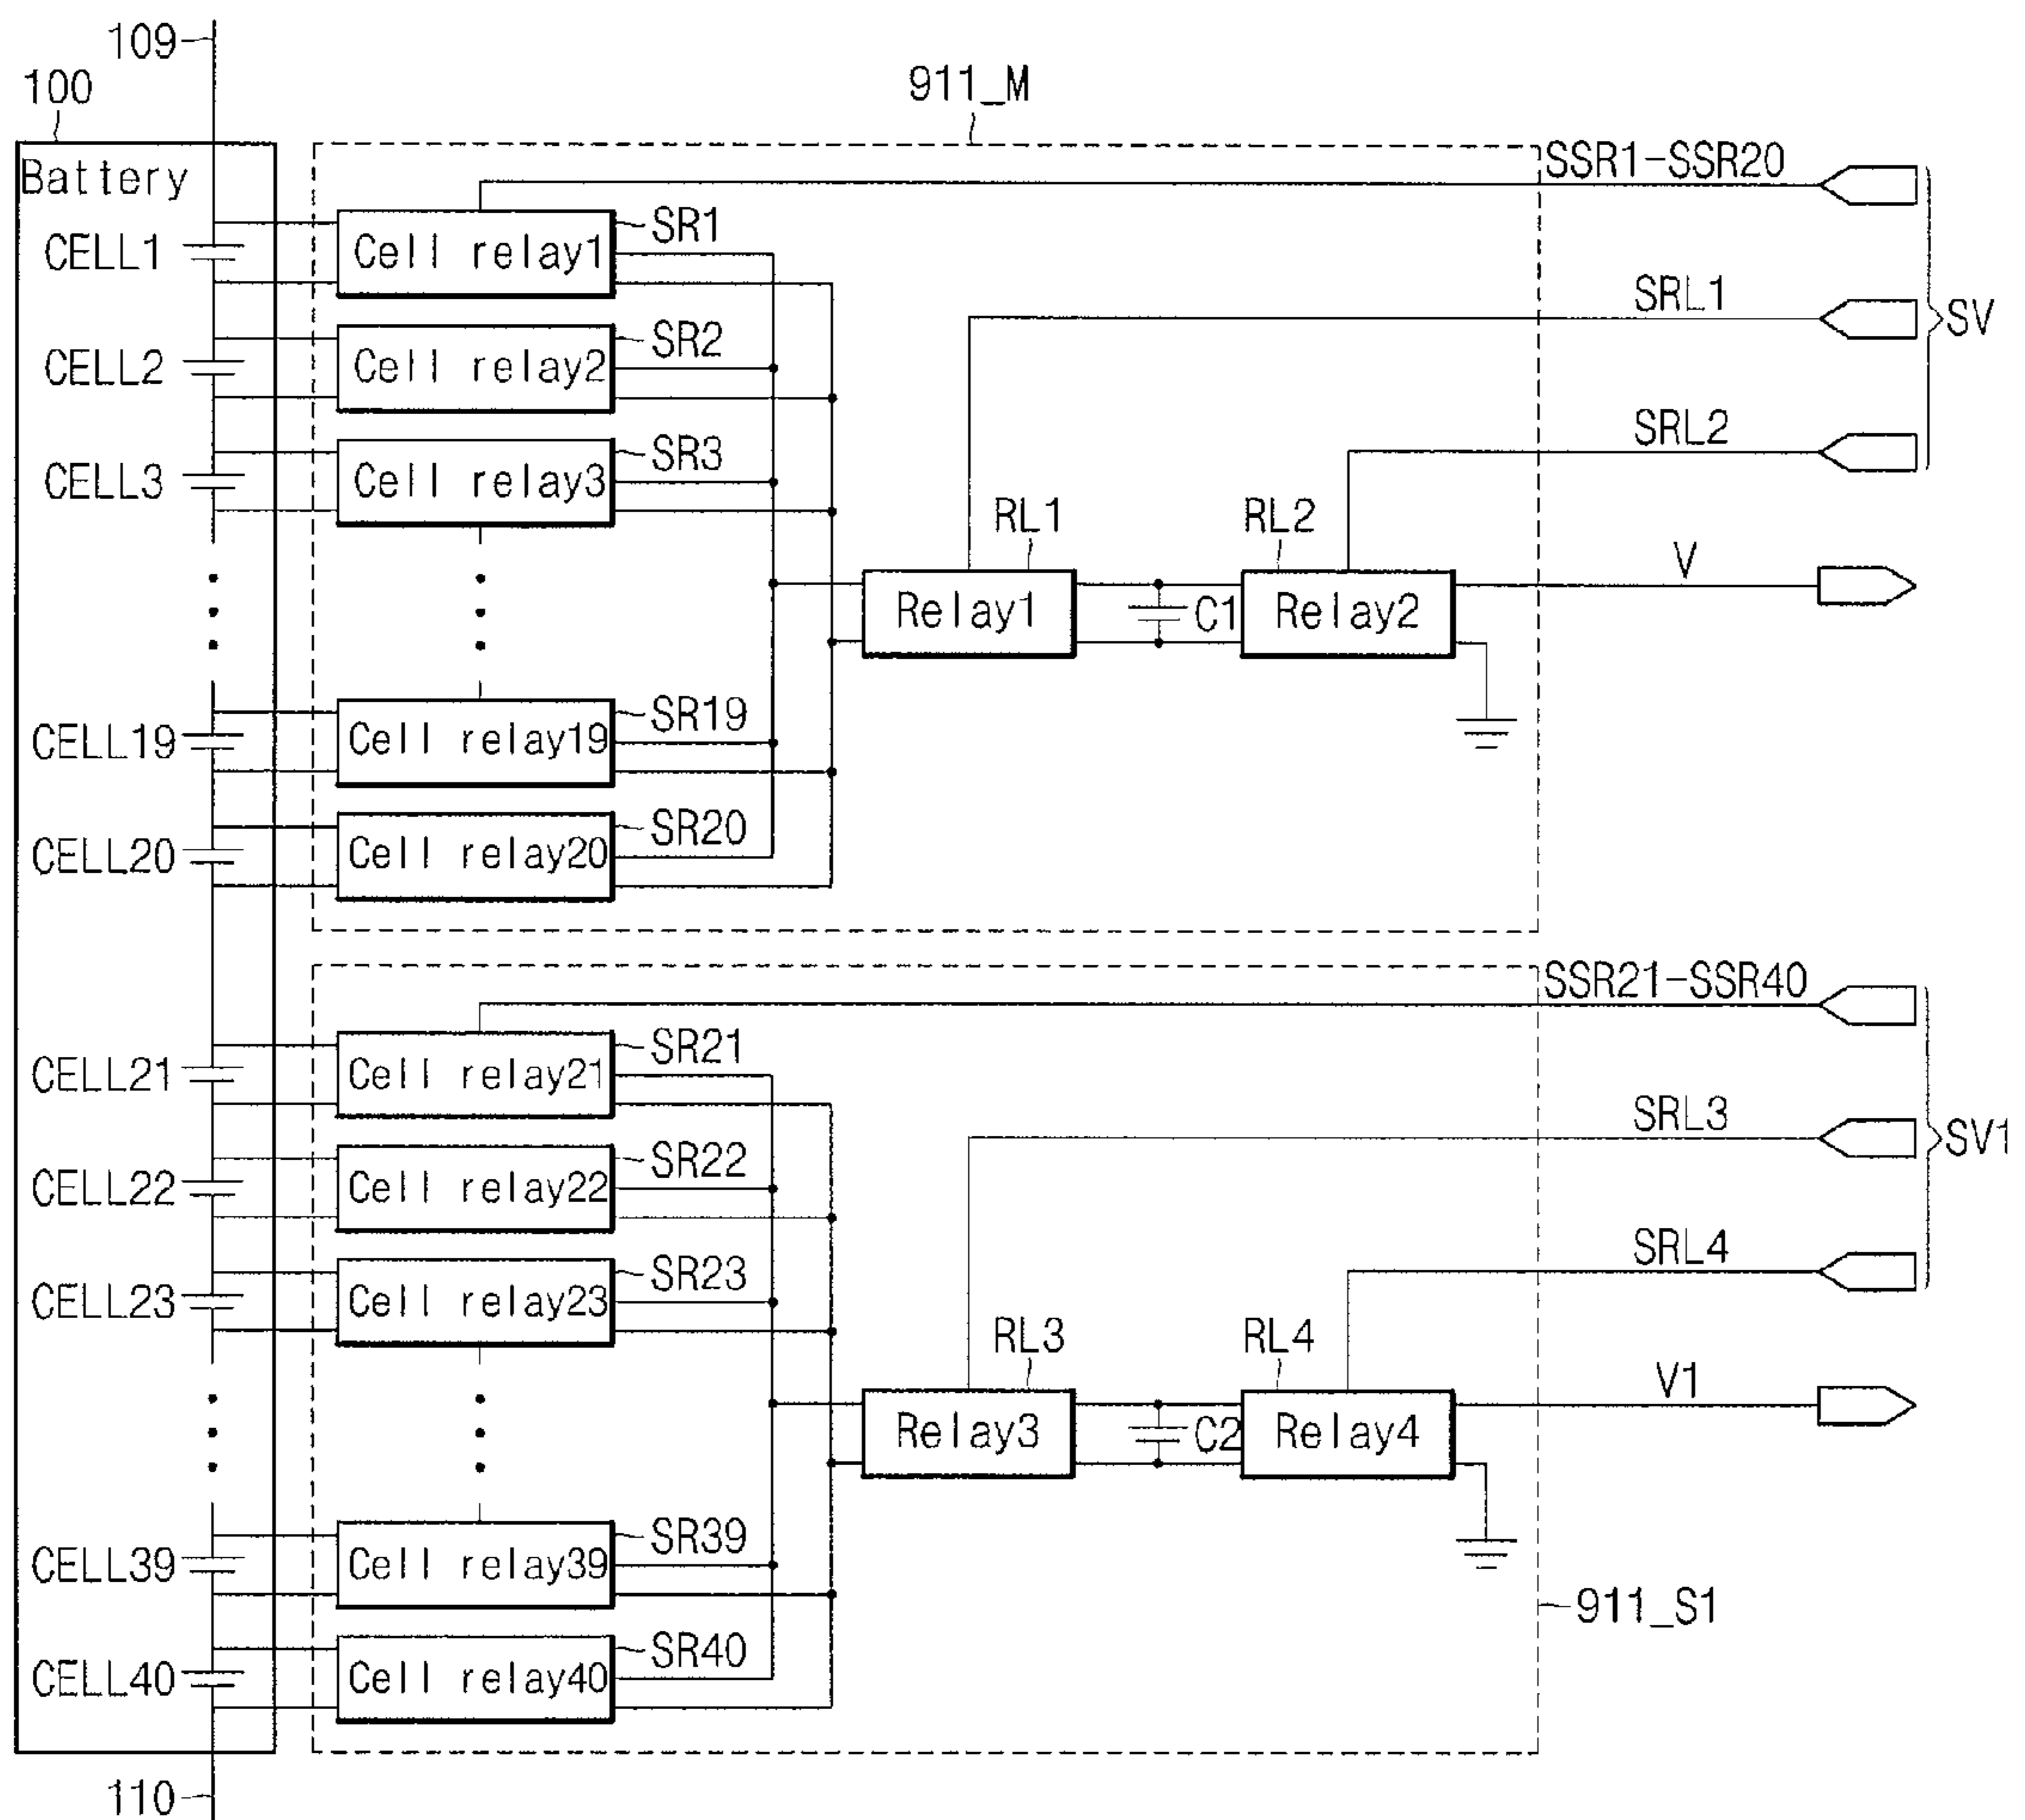 109
100
911_M
Battery
SSR1-SSR20
CELL1
Cell relay1
SR1
SRL1
SV
CELL2
Cell relay2
SR2
SRL2
CELL3
Cell relay3
SR3
RL1
RL2
V
Relay1
C1
Relay2
CELL19
Cell relay19
SR19
CELL20
Cell relay20
SR20
SSR21-SSR40
CELL21
Cell relay21
SR21
SRL3
SV1
CELL22
Cell relay22
SR22
SRL4
CELL23
Cell relay23
SR23
RL3
RL4
V1
Relay3
C2
Relay4
CELL39
Cell relay39
SR39
911_S1
CELL40
Cell relay40
SR40
110